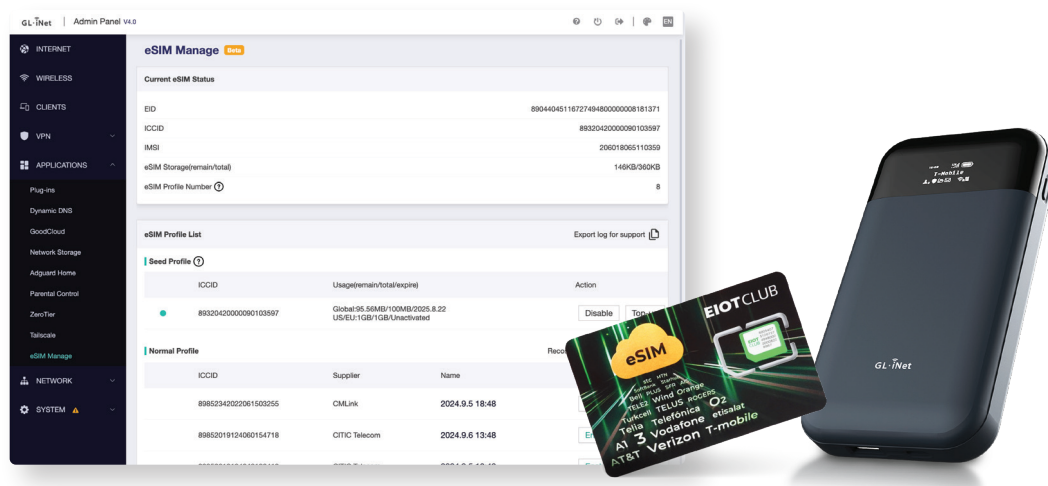 GL·iNet | Admin Panel V4.0
EN
INTERNET
WIRELESS
CLIENTS
VPN
APPLICATIONS
Plug-ins
Dynamic DNS
GoodCloud
Network Storage
Adguard Home
Parental Control
ZeroTier
Tailscale
eSIM Manage
NETWORK
SYSTEM
eSIM Manage Beta
Current eSIM Status
EID 89044045116727494800000008181371
ICCID 89320420000090103597
IMSI 206018065110359
eSIM Storage(remain/total) 146KB/360KB
eSIM Profile Number 8
eSIM Profile List Export log for support
Seed Profile
ICCID Usage(remain/total/expire) Action
89320420000090103597 Global:95.56MB/100MB/2025.8.22 Disable
US/EU:1GB/1GB/Unactivated
Normal Profile
ICCID Supplier Name
89852342022061503255 CMLink 2024.9.5 18:48
89852019124060154718 CITIC Telecom 2024.9.6 13:48
EIOTCLUB
eSIM
Bell PLUS SFR
TELE2 Wind Orange
Turkcell TELUS ROGERS
Telia Telefónica O2
A1 3 Vodafone etisalat
AT&T Verizon T-mobile
T-Mobile
GL·iNet